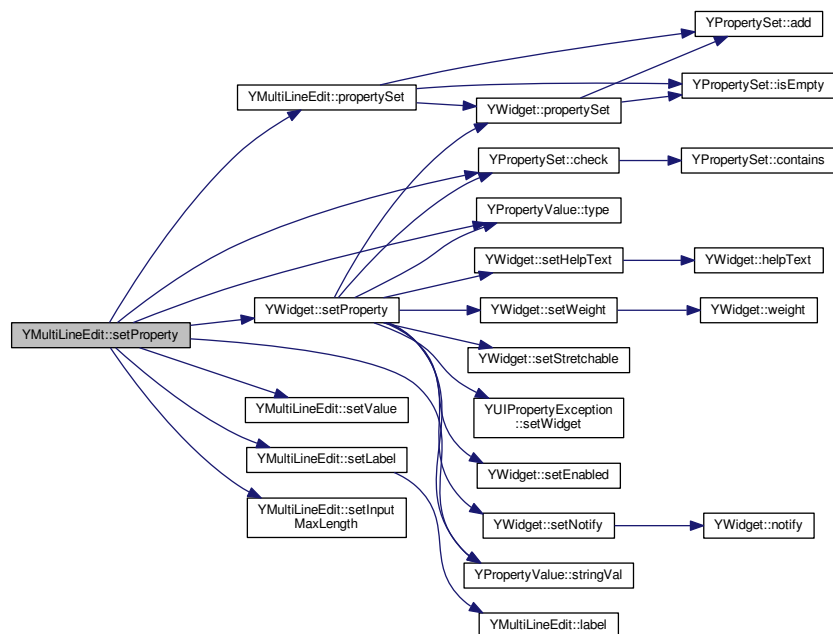 YPropertySet::add
YMultiLineEdit::propertySet
YPropertySet::isEmpty
YWidget::propertySet
YPropertySet::check
YPropertySet::contains
YPropertyValue::type
YWidget::setHelpText
YWidget::helpText
YWidget::setProperty
YWidget::setWeight
YWidget::weight
YMultiLineEdit::setProperty
YWidget::setStretchable
YMultiLineEdit::setValue
YUIPropertyException
::setWidget
YMultiLineEdit::setLabel
YWidget::setEnabled
YMultiLineEdit::setInput
MaxLength
YWidget::setNotify
YWidget::notify
YPropertyValue::stringVal
YMultiLineEdit::label